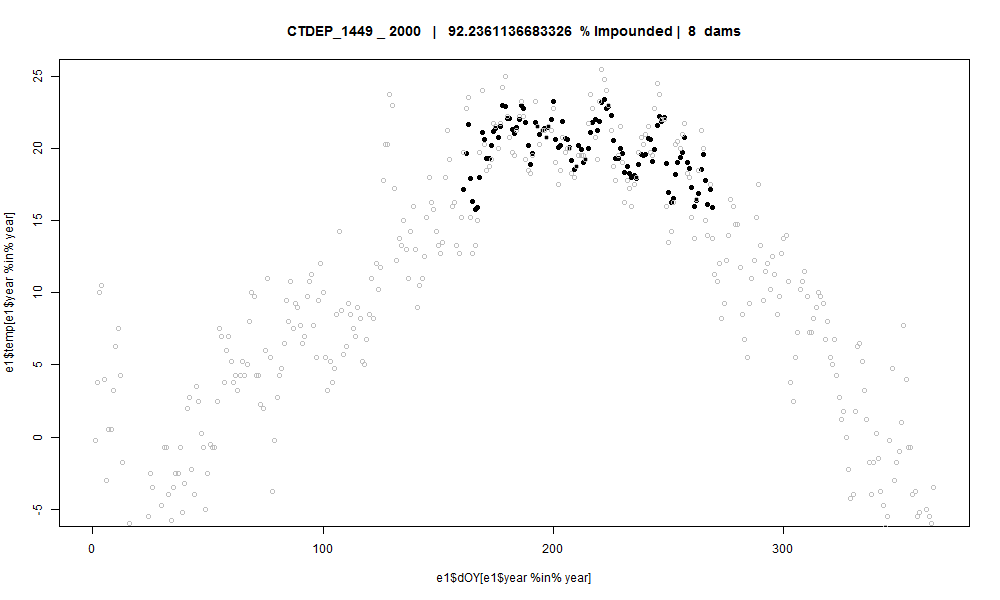 CTDEP_1449 _ 2000 | 92.2361136683326 % Impounded | 8 dams
e1$temp[e1$year %in% year]
25
20
15
10
5
0
-5
0 100 200 300
e1$dOY[e1$year %in% year]